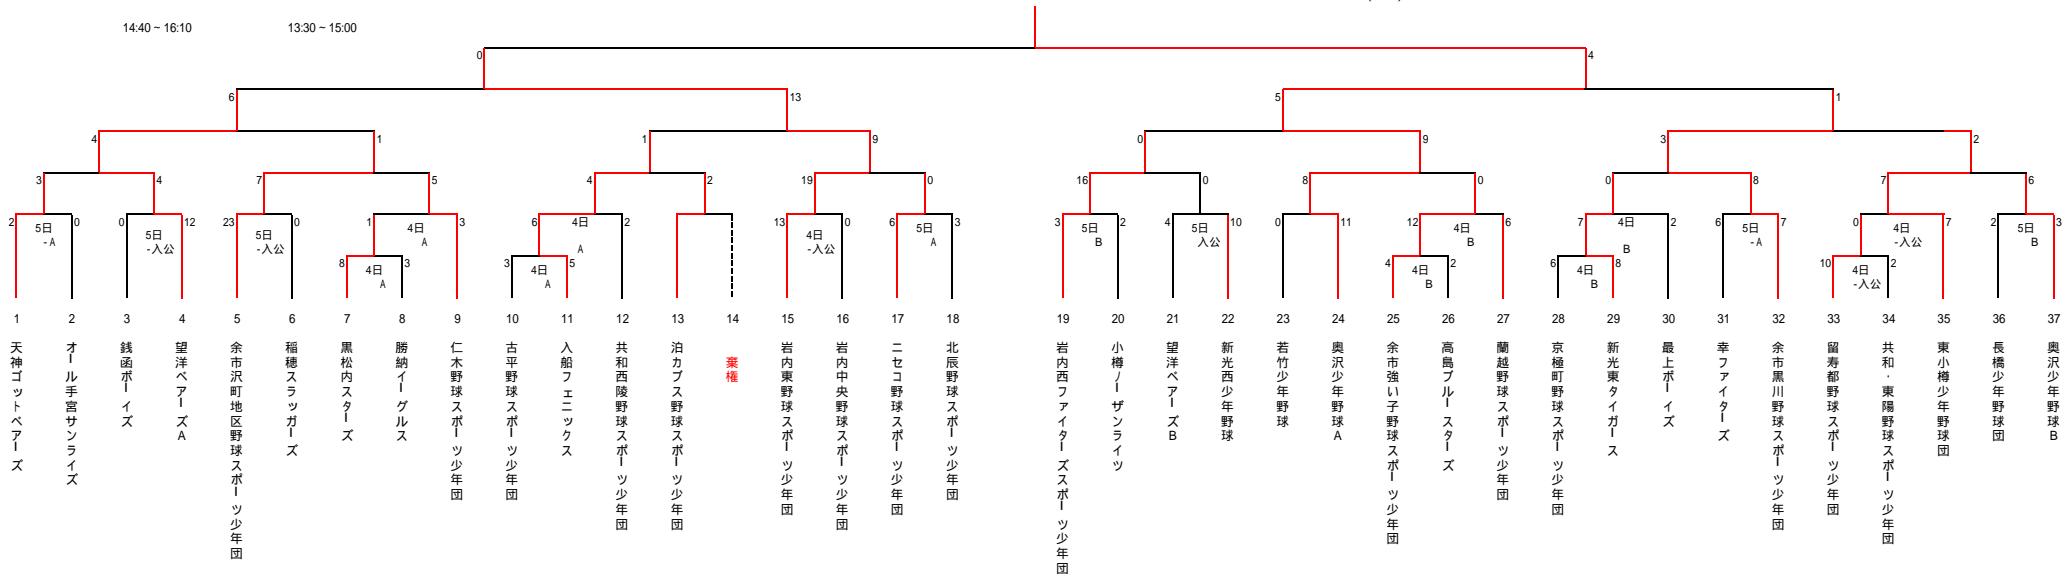 14:40 ~ 16:10 13:30 ~ 15:00
0 4
6 13 5 1
4 1 1 9 0 9 3 2
3 4 7 5 4 2 19 0 16 0 8 0 0 8 7 6
2 0 0 12 23 0 1 3 6 2 13 0 6 3 3 2 4 10 0 11 12 6 7 2 6 7 0 7 2 3
5日 5日 5日 4日 4日 4日 5日 5日 5日 4日 4日 5日 4日 5日
-A -入公 -入公 A A -入公 A B 入公 B B -A -入公 B
8 3 3 5 4 2 6 8 10 2
4日 4日 4日 4日 4日
A A B B -入公
1 2 3 4 5 6 7 8 9 10 11 12 13 14 15 16 17 18 19 20 21 22 23 24 25 26 27 28 29 30 31 32 33 34 35 36 37
天神ゴットベアーズ
オール手宮サンライズ
銭函ボーイズ
望洋ベアーズA
余市沢町地区野球スポーツ少年団
稲穂スラッガーズ
黒松内スターズ
勝納イーグルス
仁木野球スポーツ少年団
古平野球スポーツ少年団
入船フェニックス
共和西陵野球スポーツ少年団
泊カブス野球スポーツ少年団
棄権
岩内東野球スポーツ少年団
岩内中央野球スポーツ少年団
ニセコ野球スポーツ少年団
北辰野球スポーツ少年団
岩内西ファイターズスポーツ少年団
小樽ノーザンライツ
望洋ベアーズB
新光西少年野球
若竹少年野球
奥沢少年野球A
余市強い子野球スポーツ少年団
高島ブルースターズ
蘭越野球スポーツ少年団
京極町野球スポーツ少年団
新光東タイガース
最上ボーイズ
幸ファイターズ
余市黒川野球スポーツ少年団
留寿都野球スポーツ少年団
共和・東陽野球スポーツ少年団
東小樽少年野球団
長橋少年野球団
奥沢少年野球B